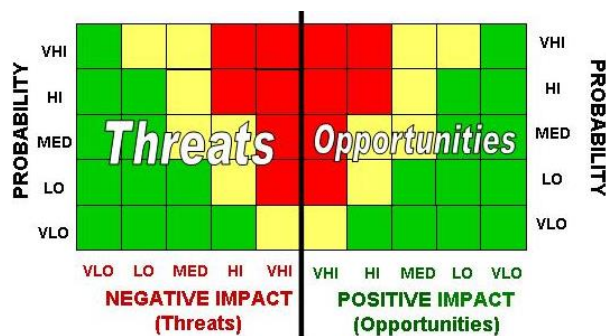 PROBABILITY
VHI
HI
MED
LO
VLO
Threats
Opportunities
VHI
HI
MED
LO
VLO
PROBABILITY
VLO LO MED HI VHI
VHI HI MED LO VLO
NEGATIVE IMPACT
(Threats)
POSITIVE IMPACT
(Opportunities)